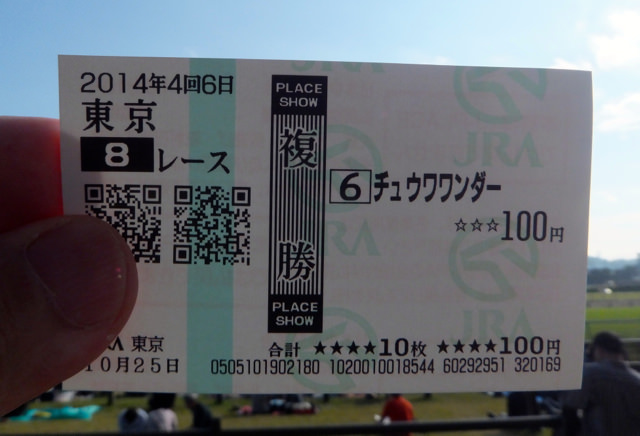 2014年4回6日
東京
8レース
PLACE
SHOW
複勝
PLACE
SHOW
6チュウワワンダー
☆☆☆100円
JRA
JRA
JRA
JRA
東京
10月25日
合計 ★★★★10枚 ★★★★100円
0505101902180 1020010018544 60292951 320169